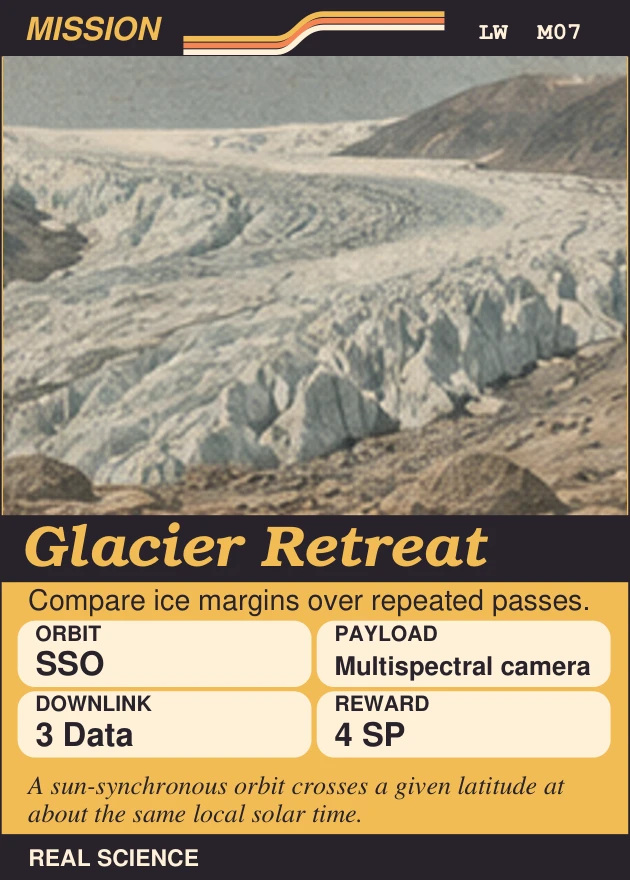 MISSION
LW M07
Glacier Retreat
Compare ice margins over repeated passes.
ORBIT
SSO
PAYLOAD
Multispectral camera
DOWNLINK
3 Data
REWARD
4 SP
A sun-synchronous orbit crosses a given latitude at
about the same local solar time.
REAL SCIENCE